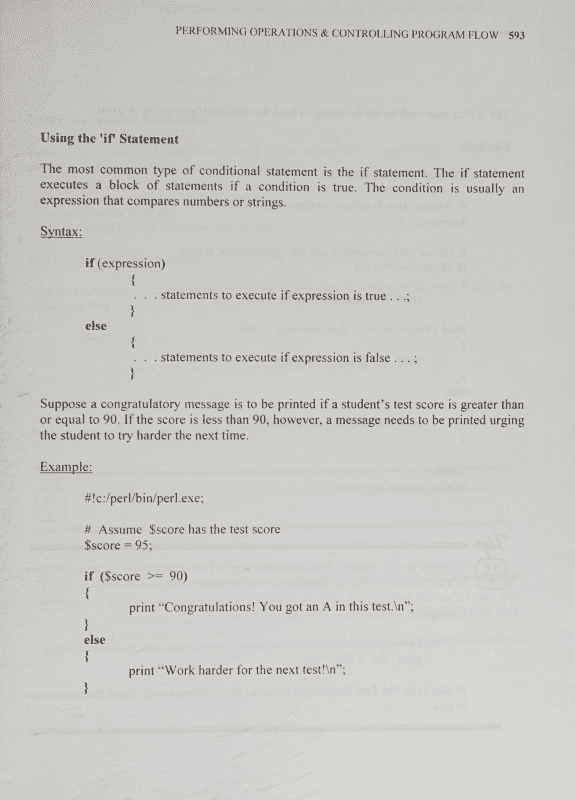 PERFORMING OPERATIONS & CONTROLLING PROGRAM FLOW 593
Using the 'if' Statement
The most common type of conditional statement is the if statement. The if statement
executes a block of statements if a condition is true. The condition is usually an
expression that compares numbers or strings.
Syntax:
if (expression)
{
. . . statements to execute if expression is true . . .;
}
else
{
. . . statements to execute if expression is false . . . ;
}
Suppose a congratulatory message is to be printed if a student's test score is greater than
or equal to 90. If the score is less than 90, however, a message needs to be printed urging
the student to try harder the next time.
Example:
#!c:/perl/bin/perl.exe;
# Assume $score has the test score
$score = 95;
if ($score >= 90)
{
print “Congratulations! You got an A in this test.\n”;
}
else
{
print “Work harder for the next test!\n”;
}